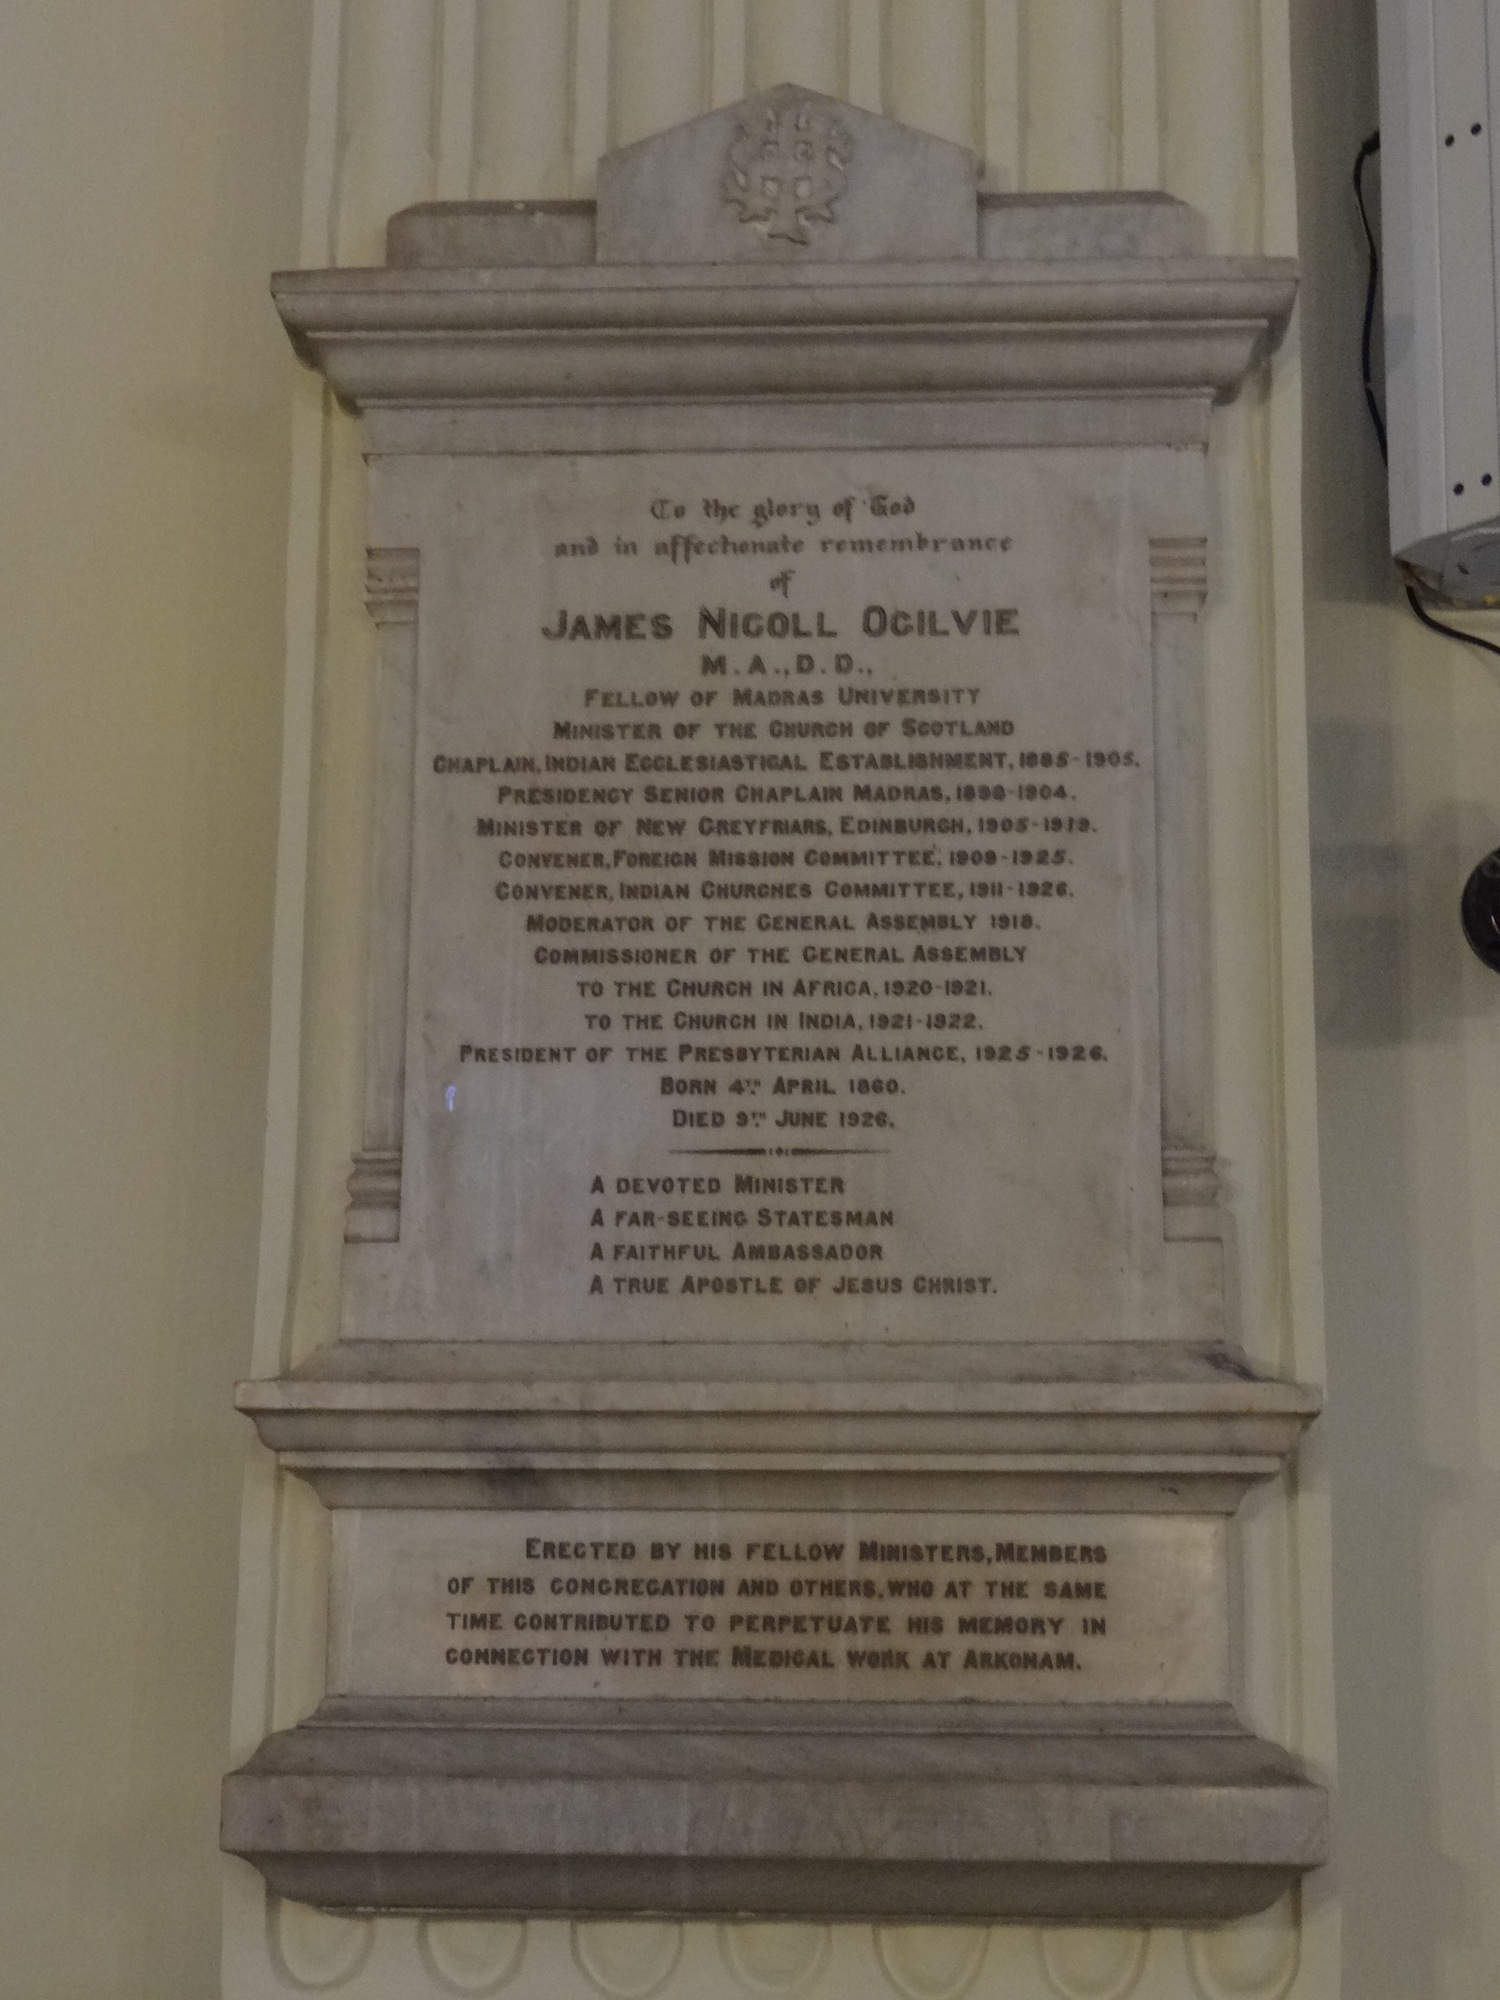 To the glory of God
and in affectionate remembrance
of
JAMES NICOLL OGILVIE
M.A., D.D.,
FELLOW OF MADRAS UNIVERSITY
MINISTER OF THE CHURCH OF SCOTLAND
CHAPLAIN, INDIAN ECCLESIASTICAL ESTABLISHMENT, 1885-1905.
PRESIDENCY SENIOR CHAPLAIN MADRAS, 1898-1904.
MINISTER OF NEW GREYFRIARS, EDINBURGH, 1905-1919.
CONVENER, FOREIGN MISSION COMMITTEE, 1909-1925.
CONVENER, INDIAN CHURCHES COMMITTEE, 1911-1926.
MODERATOR OF THE GENERAL ASSEMBLY 1918.
COMMISSIONER OF THE GENERAL ASSEMBLY
TO THE CHURCH IN AFRICA, 1920-1921.
TO THE CHURCH IN INDIA, 1921-1922.
PRESIDENT OF THE PRESBYTERIAN ALLIANCE, 1925-1926.
BORN 4TH APRIL 1860.
DIED 9TH JUNE 1926.
A DEVOTED MINISTER
A FAR-SEEING STATESMAN
A FAITHFUL AMBASSADOR
A TRUE APOSTLE OF JESUS CHRIST.
ERECTED BY HIS FELLOW MINISTERS, MEMBERS
OF THIS CONGREGATION AND OTHERS, WHO AT THE SAME
TIME CONTRIBUTED TO PERPETUATE HIS MEMORY IN
CONNECTION WITH THE MEDICAL WORK AT ARKONAM.